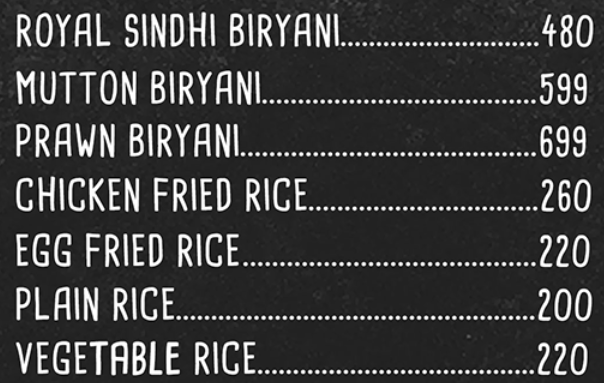 ROYAL SINDHI BIRYANI..............................480
MUTTON BIRYANI.......................................599
PRAWN BIRYANI.........................................699
CHICKEN FRIED RICE................................260
EGG FRIED RICE.........................................220
PLAIN RICE..................................................200
VEGETABLE RICE.......................................220